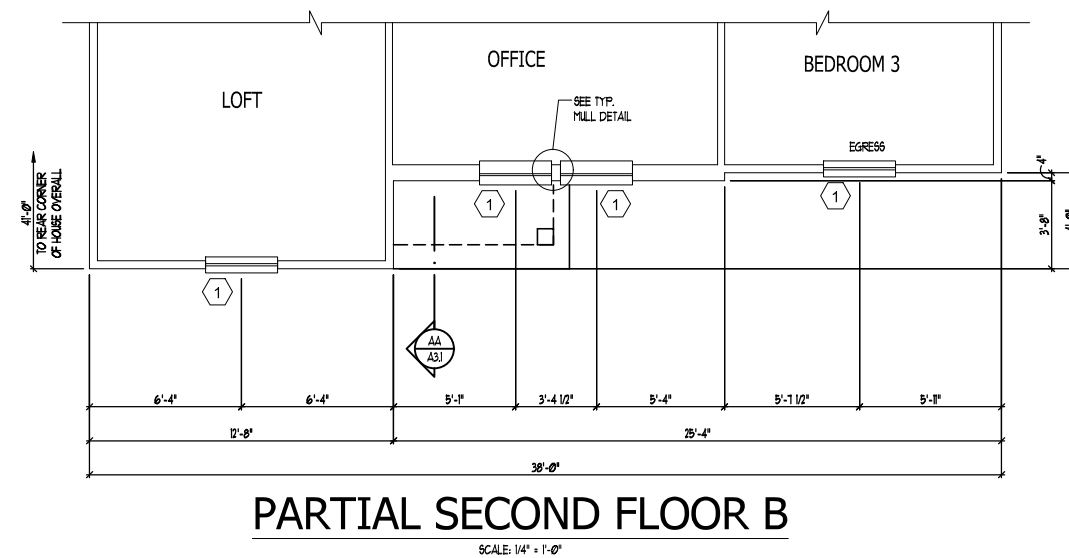 OFFICE
BEDROOM 3
LOFT
SEE TYP.
MULL DETAIL
EGRESS
4"
41'-0"
TO REAR CORNER
OF HOUSE OVERALL
1
1
1
3'-8"
1
AA
A3.1
6'-4"
6'-4"
5'-1"
3'-4 1/2"
5'-4"
5'-7 1/2"
5'-11"
12'-8"
25'-4"
38'-0"
PARTIAL SECOND FLOOR B
SCALE: 1/4" = 1'-0"